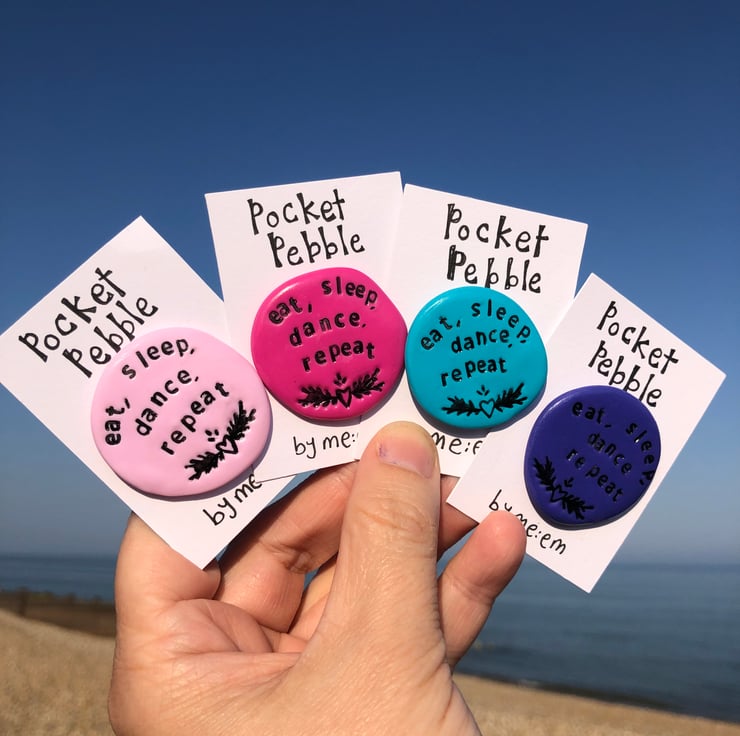 Pocket
Pebble
eat, sleep,
dance,
repeat
by me
Pocket
Pebble
eat, sleep,
dance,
repeat
by me:
Pocket
Pebble
eat, sleep,
dance,
repeat
me:e
Pocket
Pebble
eat, sleep
dance
repeat
by me:em